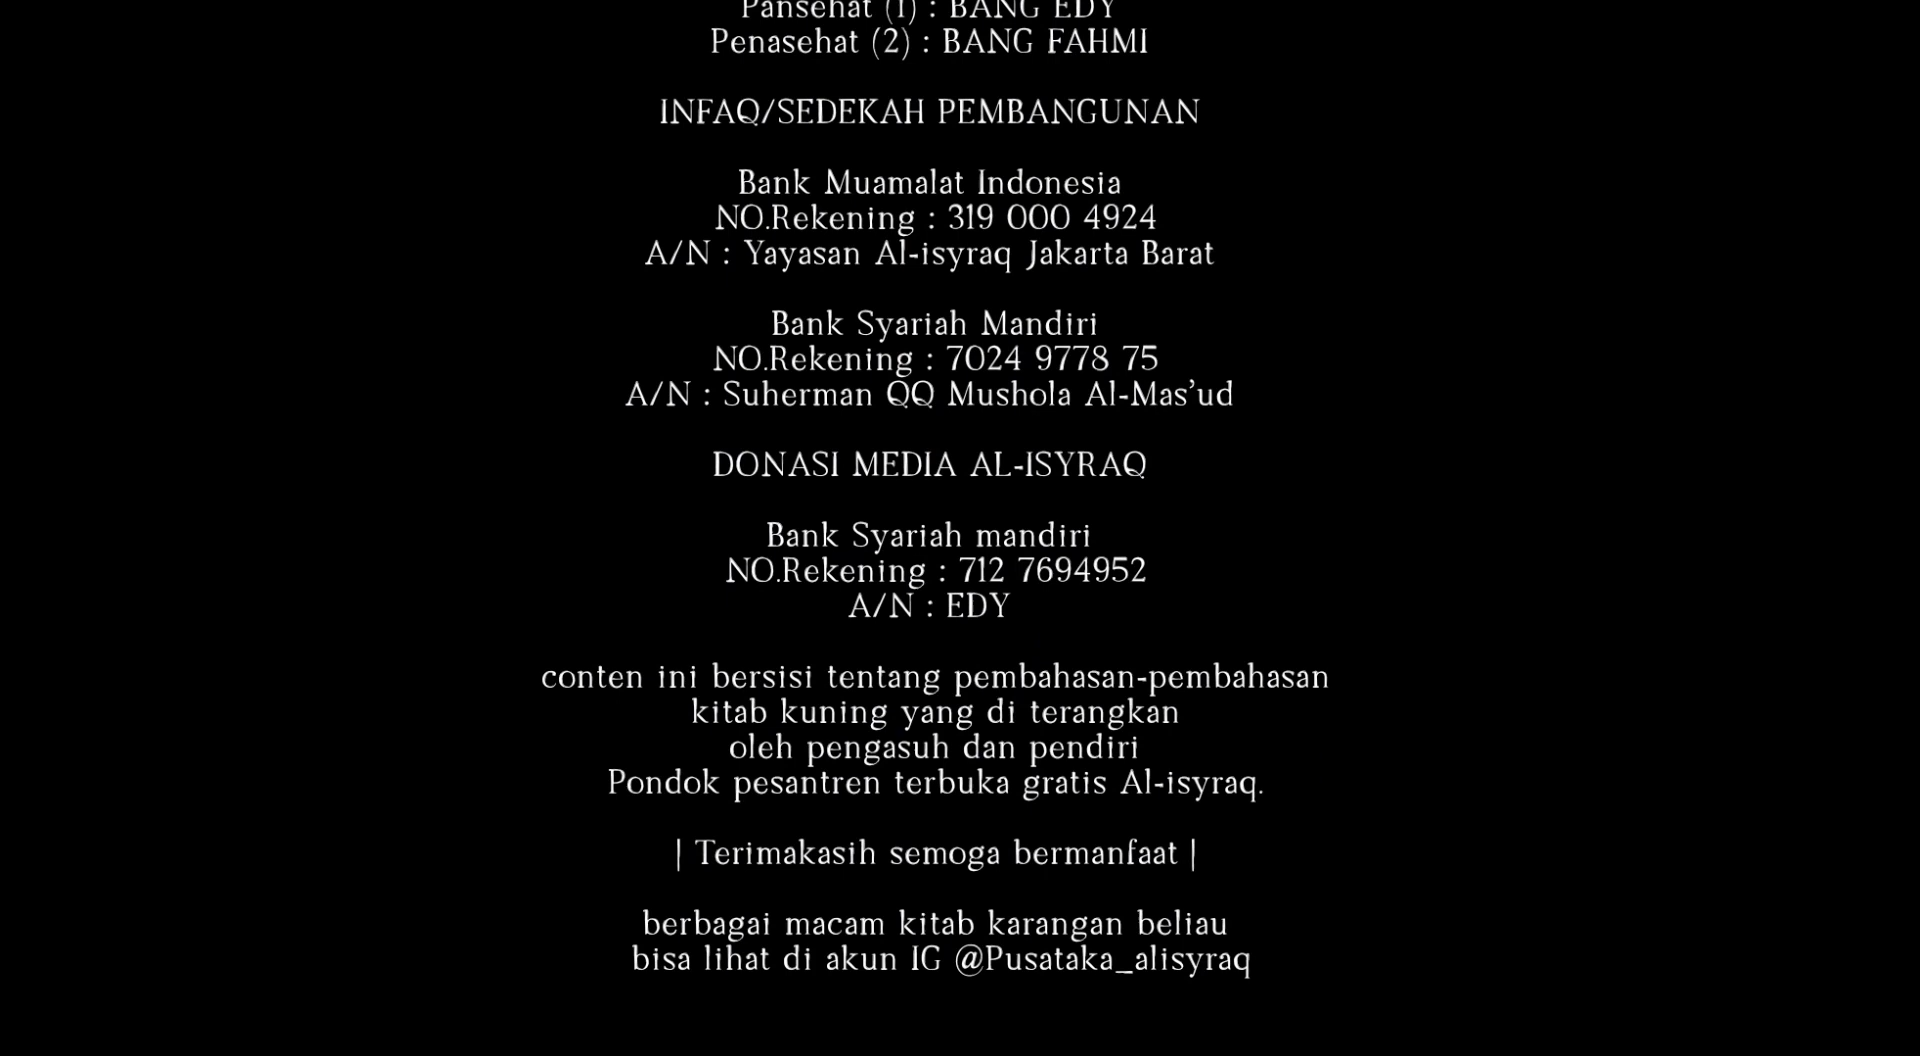 Pansehat (1) : BANG EDY
Penasehat (2) : BANG FAHMI
INFAQ/SEDEKAH PEMBANGUNAN
Bank Muamalat Indonesia
NO.Rekening : 319 000 4924
A/N : Yayasan Al-isyraq Jakarta Barat
Bank Syariah Mandiri
NO.Rekening : 7024 9778 75
A/N : Suherman QQ Mushola Al-Mas'ud
DONASI MEDIA AL-ISYRAQ
Bank Syariah mandiri
NO.Rekening : 712 7694952
A/N : EDY
conten ini bersisi tentang pembahasan-pembahasan
kitab kuning yang di terangkan
oleh pengasuh dan pendiri
Pondok pesantren terbuka gratis Al-isyraq.
| Terimakasih semoga bermanfaat |
berbagai macam kitab karangan beliau
bisa lihat di akun IG @Pusataka_alisyraq